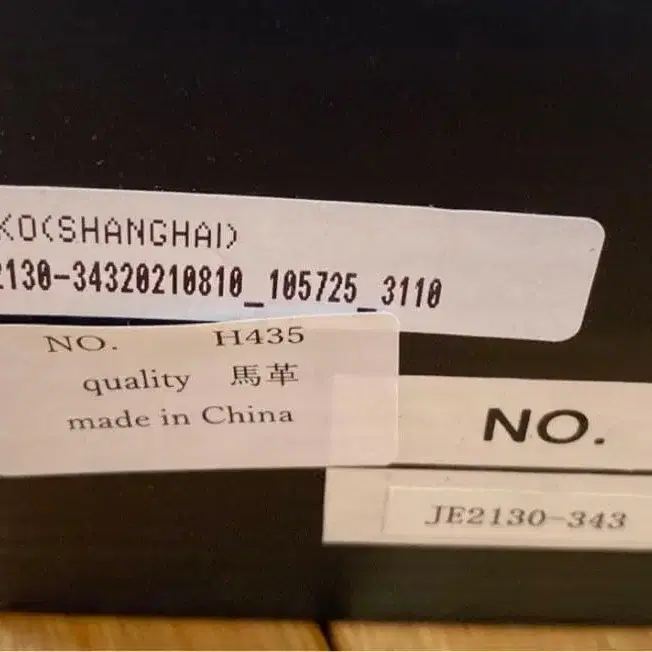 KO(SHANGHAI)
2130-34320210810_105725_3110
NO. H435
quality 馬革
made in China
NO.
JE2130-343